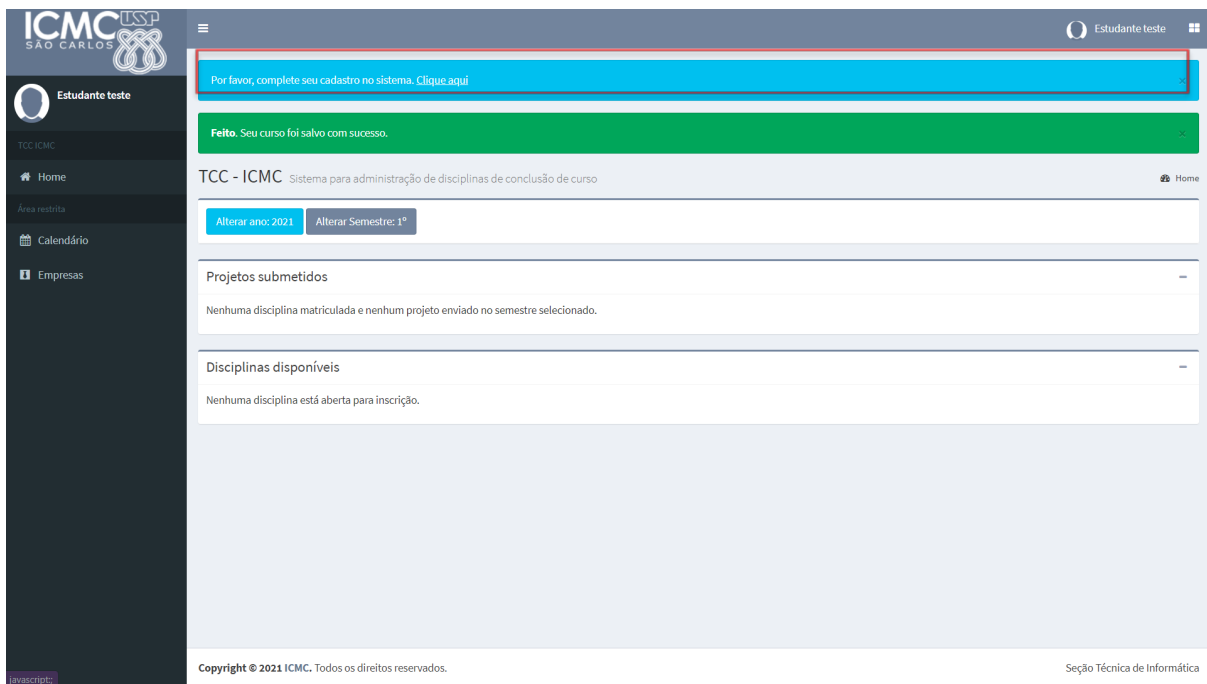 ICMC USP
SÃO CARLOS
Estudante teste
Por favor, complete seu cadastro no sistema. Clique aqui ×
Estudante teste
Feito. Seu curso foi salvo com sucesso. ×
TCC ICMC
Home
TCC - ICMC Sistema para administração de disciplinas de conclusão de curso
Home
Área restrita
Alterar ano: 2021 Alterar Semestre: 1º
Calendário
Empresas
Projetos submetidos
Nenhuma disciplina matriculada e nenhum projeto enviado no semestre selecionado.
Disciplinas disponíveis
Nenhuma disciplina está aberta para inscrição.
Copyright © 2021 ICMC. Todos os direitos reservados.
Seção Técnica de Informática
javascript:;